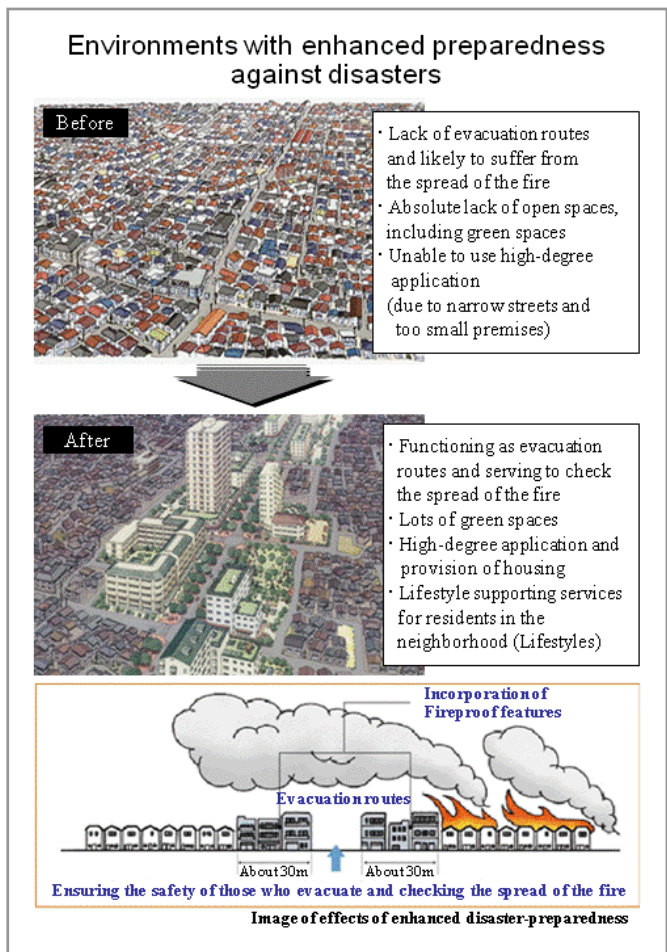 Environments with enhanced preparedness
against disasters
Before
・Lack of evacuation routes
and likely to suffer from
the spread of the fire
・Absolute lack of open spaces,
including green spaces
・Unable to use high-degree
application
(due to narrow streets and
too small premises)
After
・Functioning as evacuation
routes and serving to check
the spread of the fire
・Lots of green spaces
・High-degree application and
provision of housing
・Lifestyle supporting services
for residents in the
neighborhood (Lifestyles)
Incorporation of
Fireproof features
Evacuation routes
About 30m
About 30m
Ensuring the safety of those who evacuate and checking the spread of the fire
Image of effects of enhanced disaster-preparedness